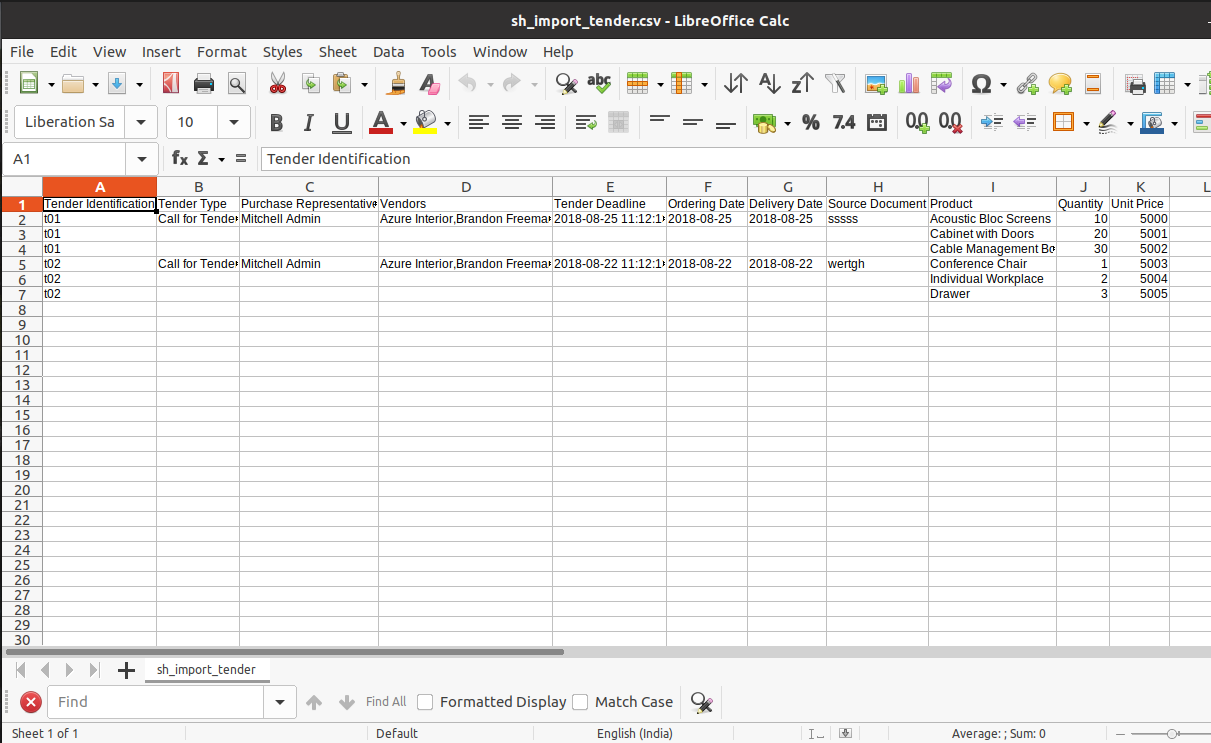 sh_import_tender.csv - LibreOffice Calc
File Edit View Insert Format Styles Sheet Data Tools Window Help
Liberation Sa 10
A1 Tender Identification
A B C D E F G H I J K L
1 Tender Identification Tender Type Purchase Representative Vendors Tender Deadline Ordering Date Delivery Date Source Document Product Quantity Unit Price
2 t01 Call for Tende Mitchell Admin Azure Interior,Brandon Freema 2018-08-25 11:12:1 2018-08-25 2018-08-25 sssss Acoustic Bloc Screens 10 5000
3 t01 Cabinet with Doors 20 5001
4 t01 Cable Management Bo 30 5002
5 t02 Call for Tende Mitchell Admin Azure Interior,Brandon Freema 2018-08-22 11:12:1 2018-08-22 2018-08-22 wertgh Conference Chair 1 5003
6 t02 Individual Workplace 2 5004
7 t02 Drawer 3 5005
8
9
10
11
12
13
14
15
16
17
18
19
20
21
22
23
24
25
26
27
28
29
30
sh_import_tender
Find Find All Formatted Display Match Case
Sheet 1 of 1 Default English (India) Average: ; Sum: 0